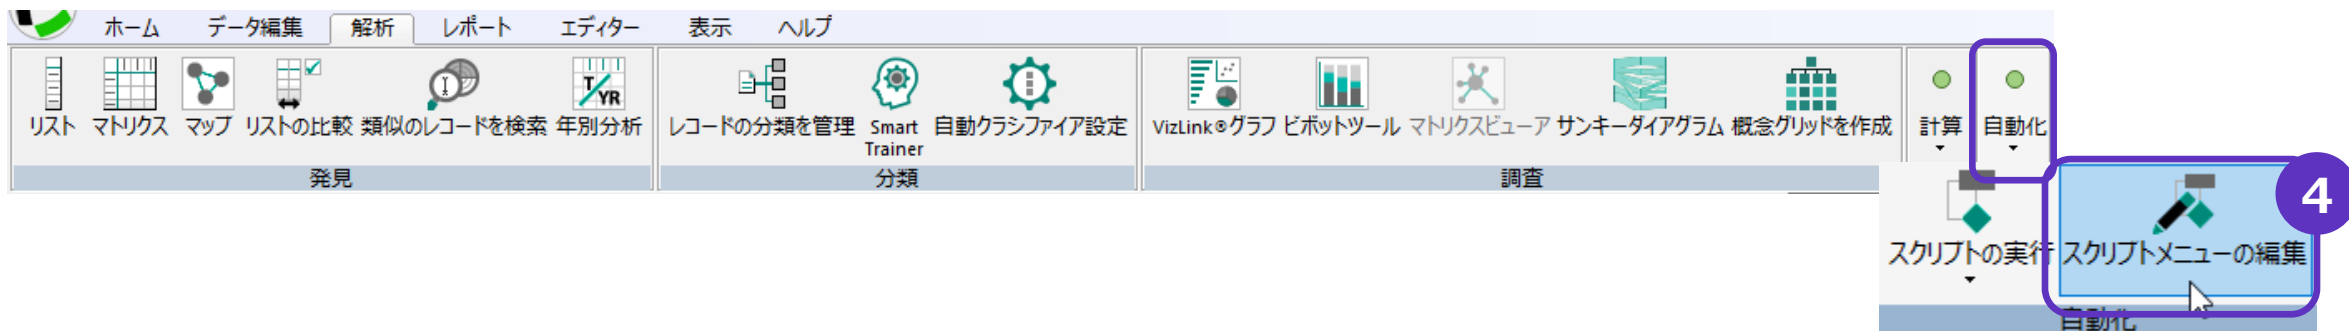 ホーム データ編集 解析 レポート エディター 表示 ヘルプ
T/YR
リスト マトリクス マップ リストの比較 類似のレコードを検索 年別分析 レコードの分類を管理 Smart Trainer 自動クラシファイア設定 VizLink®グラフ ピボットツール マトリクスビューア サンキーダイアグラム 概念グリッドを作成 計算 自動化
発見 分類 調査
4
スクリプトの実行 スクリプトメニューの編集
自動化